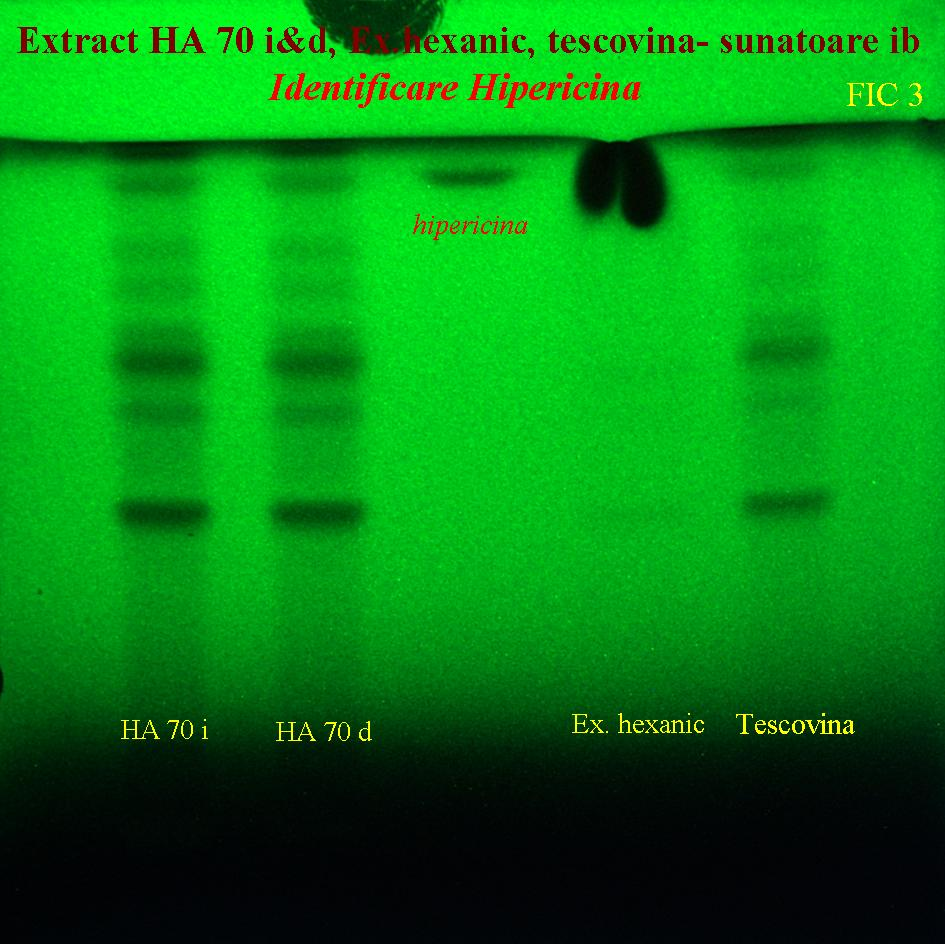 Extract HA 70 i&d, Ex.hexanic, tescovina- sunatoare ib
Identificare Hipericina
FIC 3
hipericina
HA 70 i
HA 70 d
Ex. hexanic
Tescovina